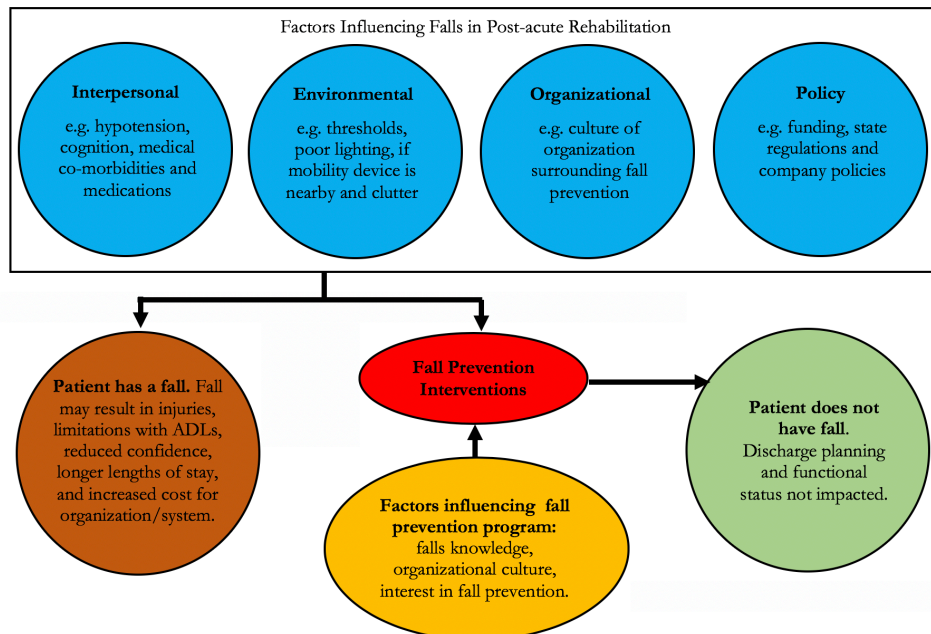 Factors Influencing Falls in Post-acute Rehabilitation
Interpersonal
e.g. hypotension,
cognition, medical
co-morbidities and
medications
Environmental
e.g. thresholds,
poor lighting, if
mobility device is
nearby and clutter
Organizational
e.g. culture of
organization
surrounding fall
prevention
Policy
e.g. funding, state
regulations and
company policies
Patient has a fall. Fall
may result in injuries,
limitations with ADLs,
reduced confidence,
longer lengths of stay,
and increased cost for
organization/system.
Fall Prevention
Interventions
Patient does not
have fall.
Discharge planning
and functional
status not impacted.
Factors influencing fall
prevention program:
falls knowledge,
organizational culture,
interest in fall prevention.